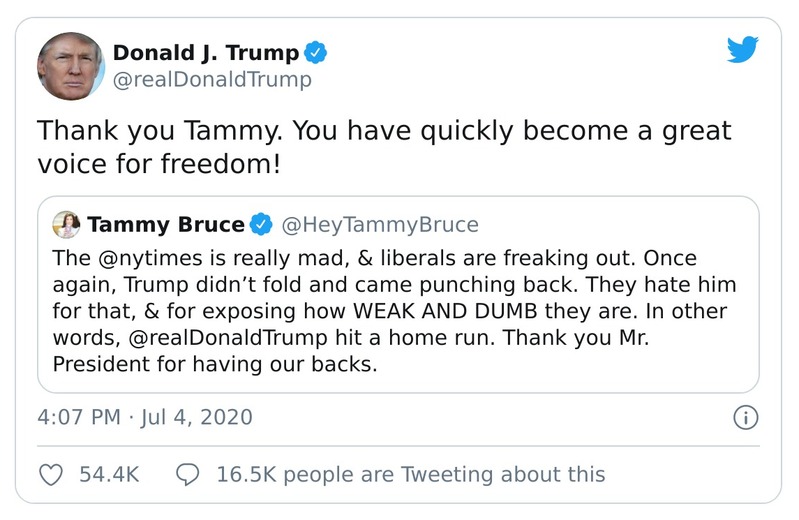 Donald J. Trump
@realDonaldTrump
Thank you Tammy. You have quickly become a great
voice for freedom!
Tammy Bruce @HeyTammyBruce
The @nytimes is really mad, & liberals are freaking out. Once
again, Trump didn’t fold and came punching back. They hate him
for that, & for exposing how WEAK AND DUMB they are. In other
words, @realDonaldTrump hit a home run. Thank you Mr.
President for having our backs.
4:07 PM · Jul 4, 2020
54.4K 16.5K people are Tweeting about this